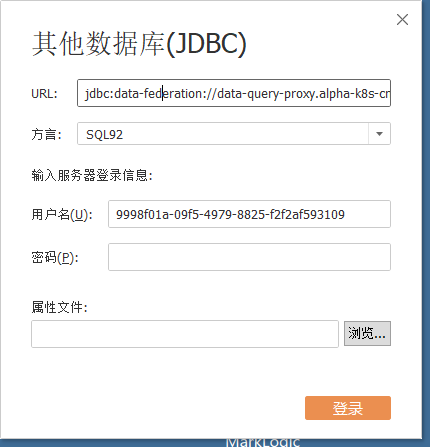 其他数据库(JDBC)
URL: jdbc:data-federation://data-query-proxy.alpha-k8s-cr
方言: SQL92
输入服务器登录信息:
用户名(U): 9998f01a-09f5-4979-8825-f2f2af593109
密码(P):
属性文件:
浏览...
登录
MarkLogic